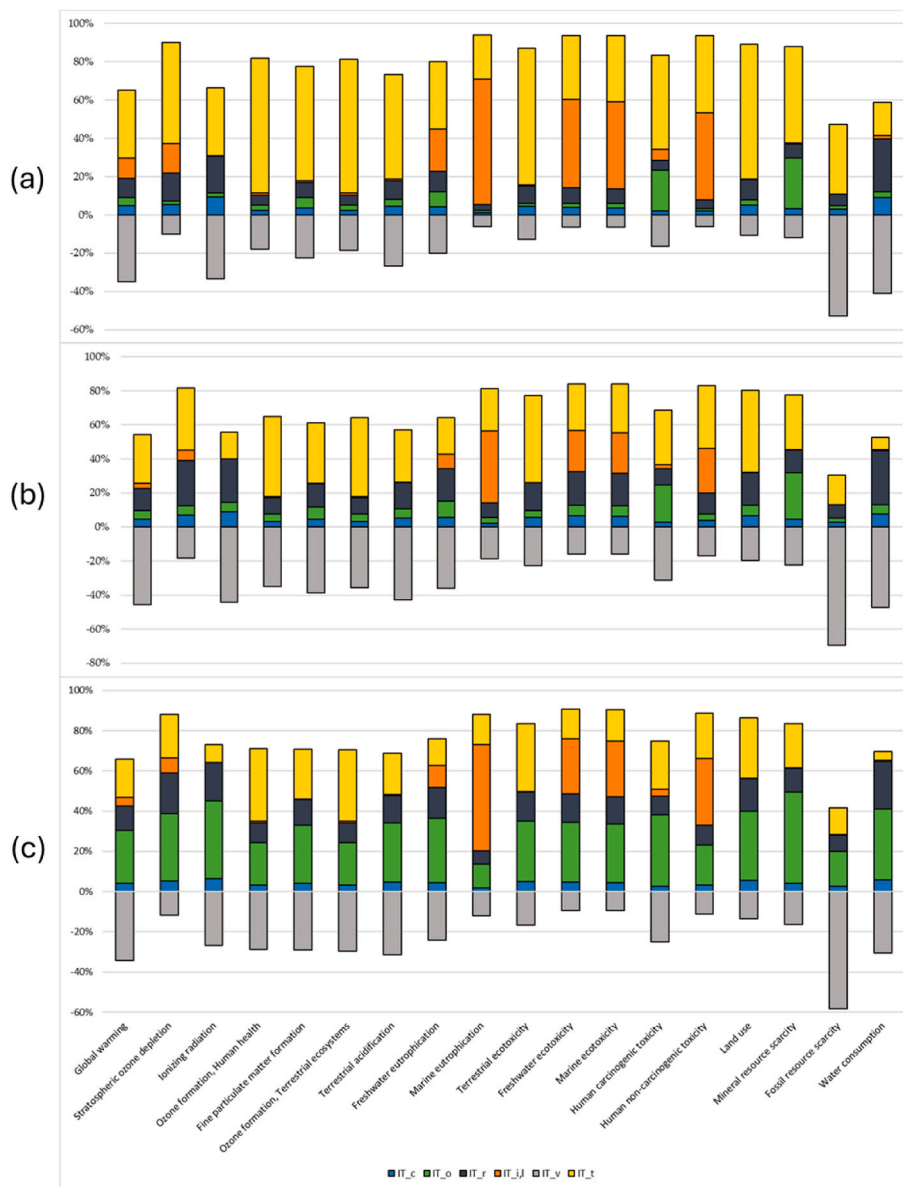 100%
80%
60%
40%
20%
0%
-20%
-40%
-60%
(a)
100%
80%
60%
40%
20%
0%
-20%
-40%
-60%
-80%
(b)
100%
80%
60%
40%
20%
0%
-20%
-40%
-60%
(c)
Global warming
Stratospheric ozone depletion
Ionizing radiation
Ozone formation, Human health
Fine particulate matter formation
Ozone formation, Terrestrial ecosystems
Terrestrial acidification
Freshwater eutrophication
Marine eutrophication
Terrestrial ecotoxicity
Freshwater ecotoxicity
Marine ecotoxicity
Human carcinogenic toxicity
Human non-carcinogenic toxicity
Land use
Mineral resource scarcity
Fossil resource scarcity
Water consumption
IT_c IT_o IT_r IT_i,l IT_v IT_t